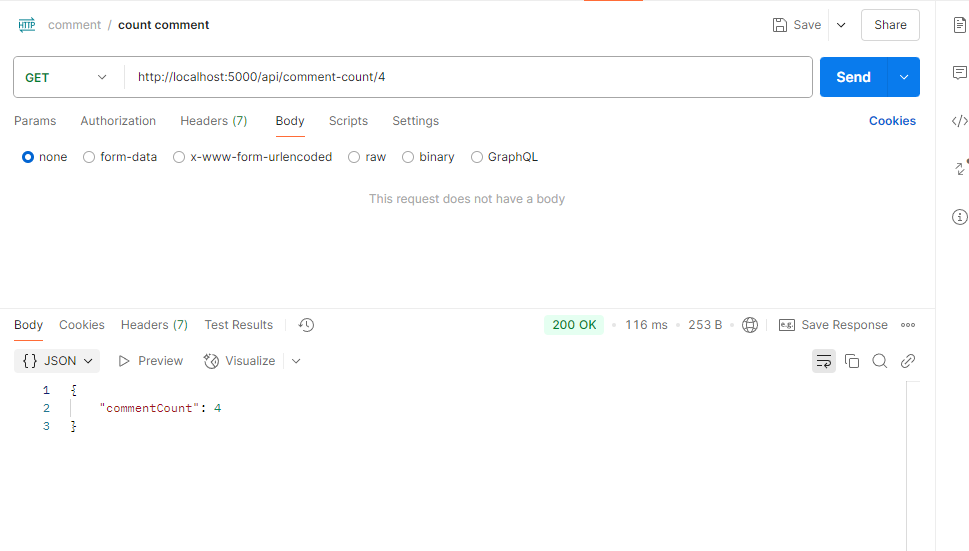 HTTP comment / count comment Save Share
GET http://localhost:5000/api/comment-count/4 Send
Params Authorization Headers (7) Body Scripts Settings Cookies
none form-data x-www-form-urlencoded raw binary GraphQL
This request does not have a body
Body Cookies Headers (7) Test Results 200 OK • 116 ms • 253 B • e.g. Save Response
{} JSON Preview Visualize
1 {
2 "commentCount": 4
3 }